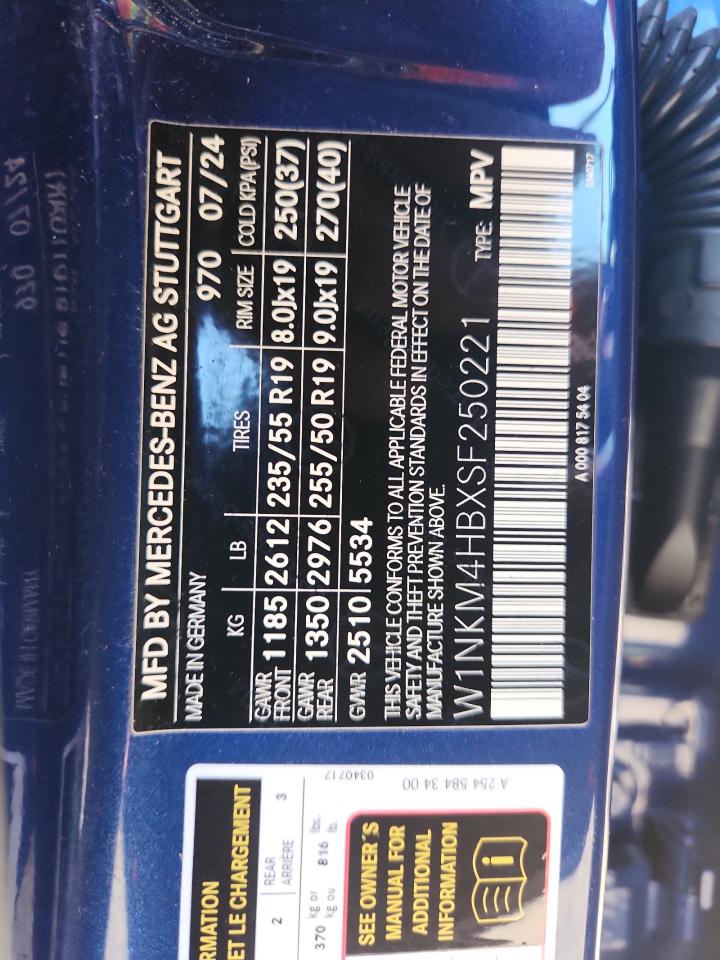 MFD BY MERCEDES-BENZ AG STUTTGART
MADE IN GERMANY 970 07/24
KG LB TIRES RIM SIZE COLD KPA(PSI)
GAWR FRONT 1185 2612 235/55 R19 8.0Jx19 250(37)
GAWR REAR 1350 2976 255/50 R19 9.0Jx19 270(40)
GVWR 2510 5534
THIS VEHICLE CONFORMS TO ALL APPLICABLE FEDERAL MOTOR VEHICLE
SAFETY AND THEFT PREVENTION STANDARDS IN EFFECT ON THE DATE OF
MANUFACTURE SHOWN ABOVE.
W1NKM4HBXSF250221 TYPE: MPV
A 000 817 54 04
0340717
RMATION
ET LE CHARGEMENT
2 REAR 3
ARRIÈRE
370 kg or 816 lbs.
kg ou lb.
SEE OWNER'S
MANUAL FOR
ADDITIONAL
INFORMATION
A 254 584 34 00
0340717